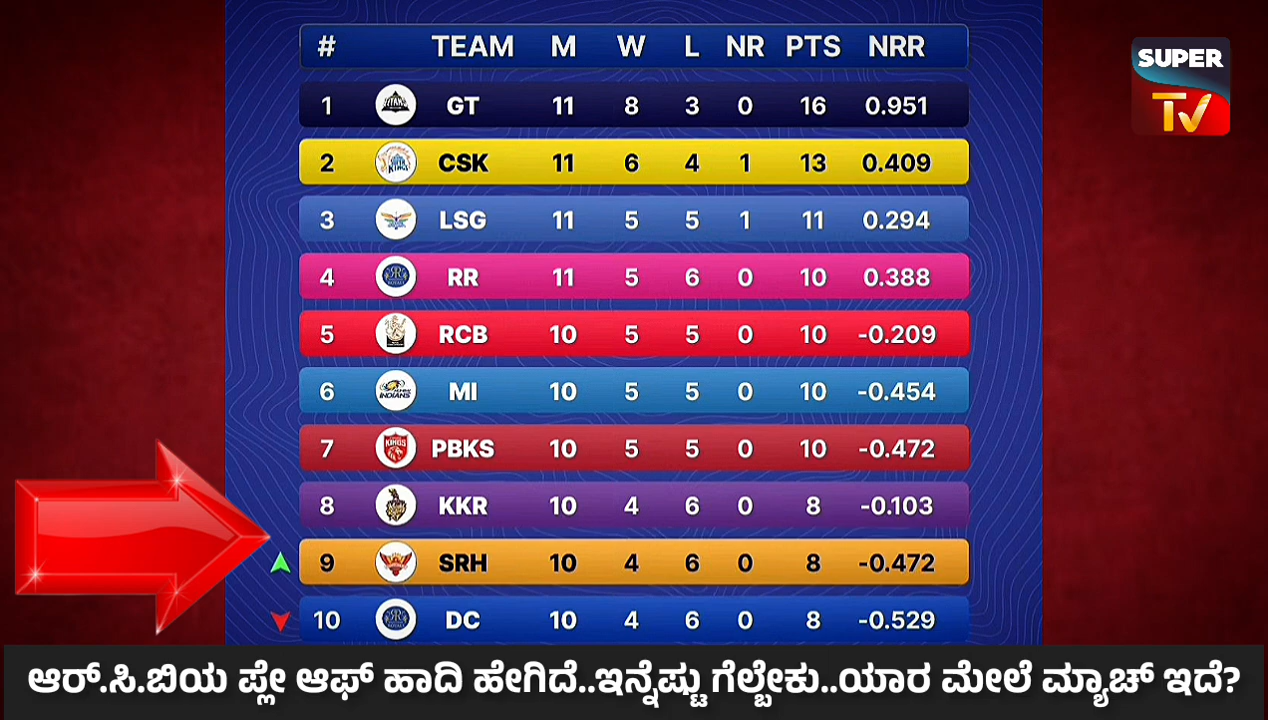 # TEAM M W L NR PTS NRR
1 GT 11 8 3 0 16 0.951
2 CSK 11 6 4 1 13 0.409
3 LSG 11 5 5 1 11 0.294
4 RR 11 5 6 0 10 0.388
5 RCB 10 5 5 0 10 -0.209
6 MI 10 5 5 0 10 -0.454
7 PBKS 10 5 5 0 10 -0.472
8 KKR 10 4 6 0 8 -0.103
9 SRH 10 4 6 0 8 -0.472
10 DC 10 4 6 0 8 -0.529
SUPER
TV
ಆರ್.ಸಿ.ಬಿಯ ಪ್ಲೇ ಆಫ್ ಹಾದಿ ಹೇಗಿದೆ..ಇನ್ನೆಷ್ಟು ಗೆಲ್ಬೇಕು..ಯಾರ ಮೇಲೆ ಮ್ಯಾಚ್ ಇದೆ?